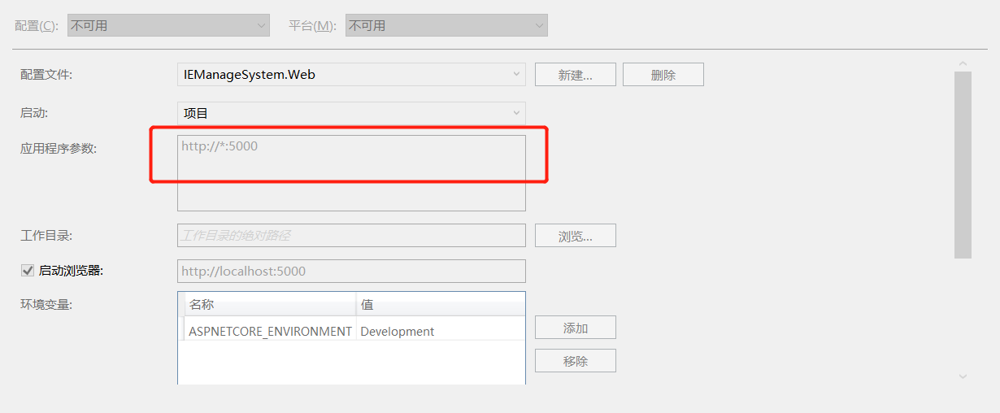 配置(C): 不可用 平台(M): 不可用
配置文件: IEManageSystem.Web 新建... 删除
启动: 项目
应用程序参数: http://*:5000
工作目录: 工作目录的绝对路径 浏览...
启动浏览器: http://localhost:5000
环境变量: 名称 值
ASPNETCORE_ENVIRONMENT Development 添加
移除